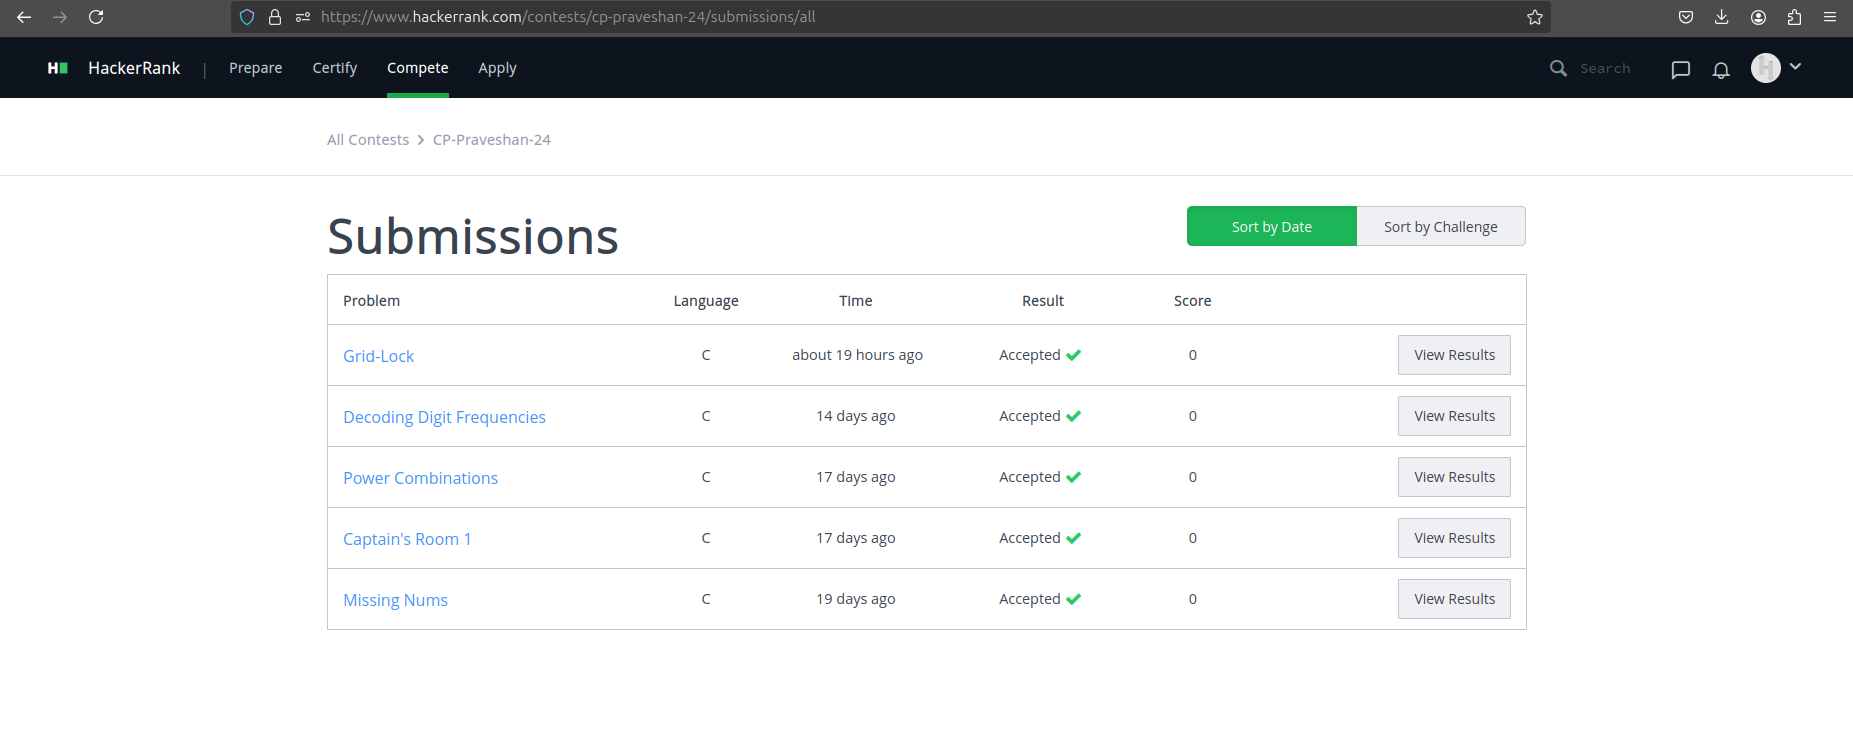 https://www.hackerrank.com/contests/cp-praveshan-24/submissions/all
H HackerRank | Prepare Certify Compete Apply Search
All Contests > CP-Praveshan-24
Submissions Sort by Date Sort by Challenge
Problem Language Time Result Score
Grid-Lock C about 19 hours ago Accepted 0 View Results
Decoding Digit Frequencies C 14 days ago Accepted 0 View Results
Power Combinations C 17 days ago Accepted 0 View Results
Captain's Room 1 C 17 days ago Accepted 0 View Results
Missing Nums C 19 days ago Accepted 0 View Results